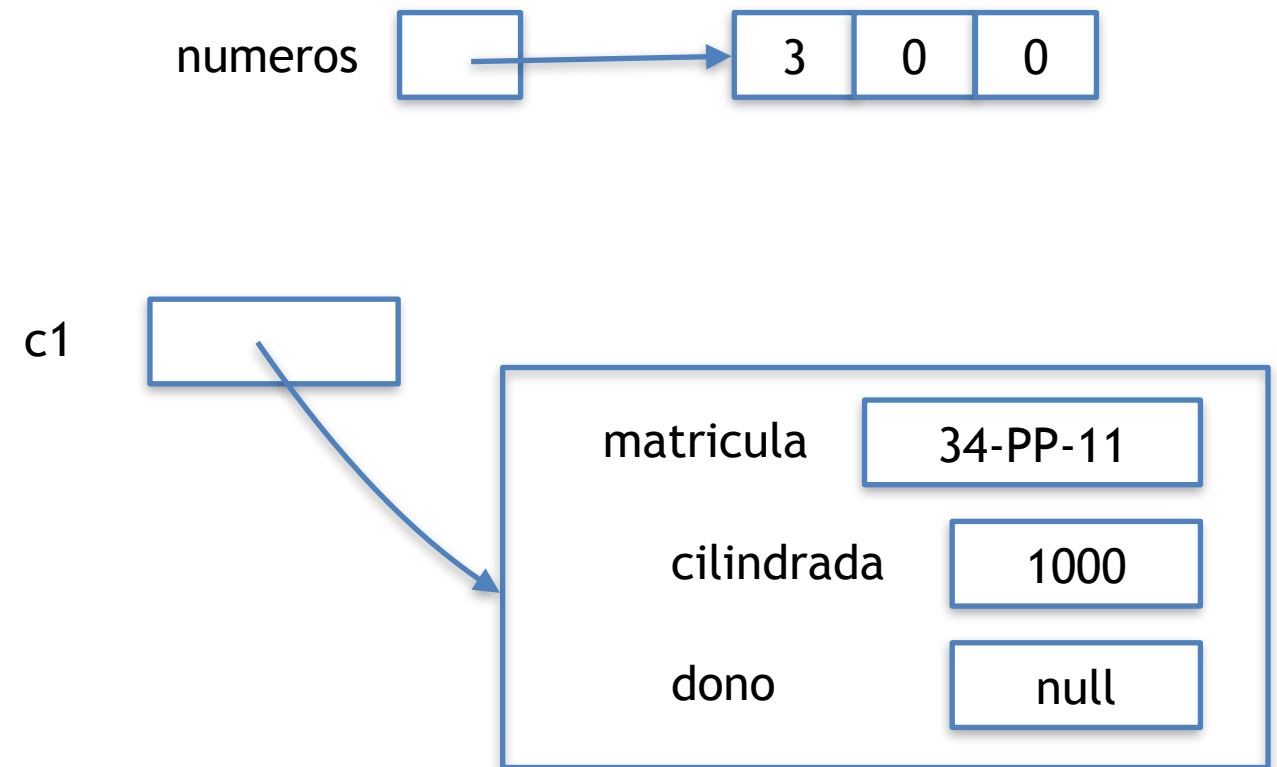 numeros 3 0 0
c1
matricula 34-PP-11
cilindrada 1000
dono null